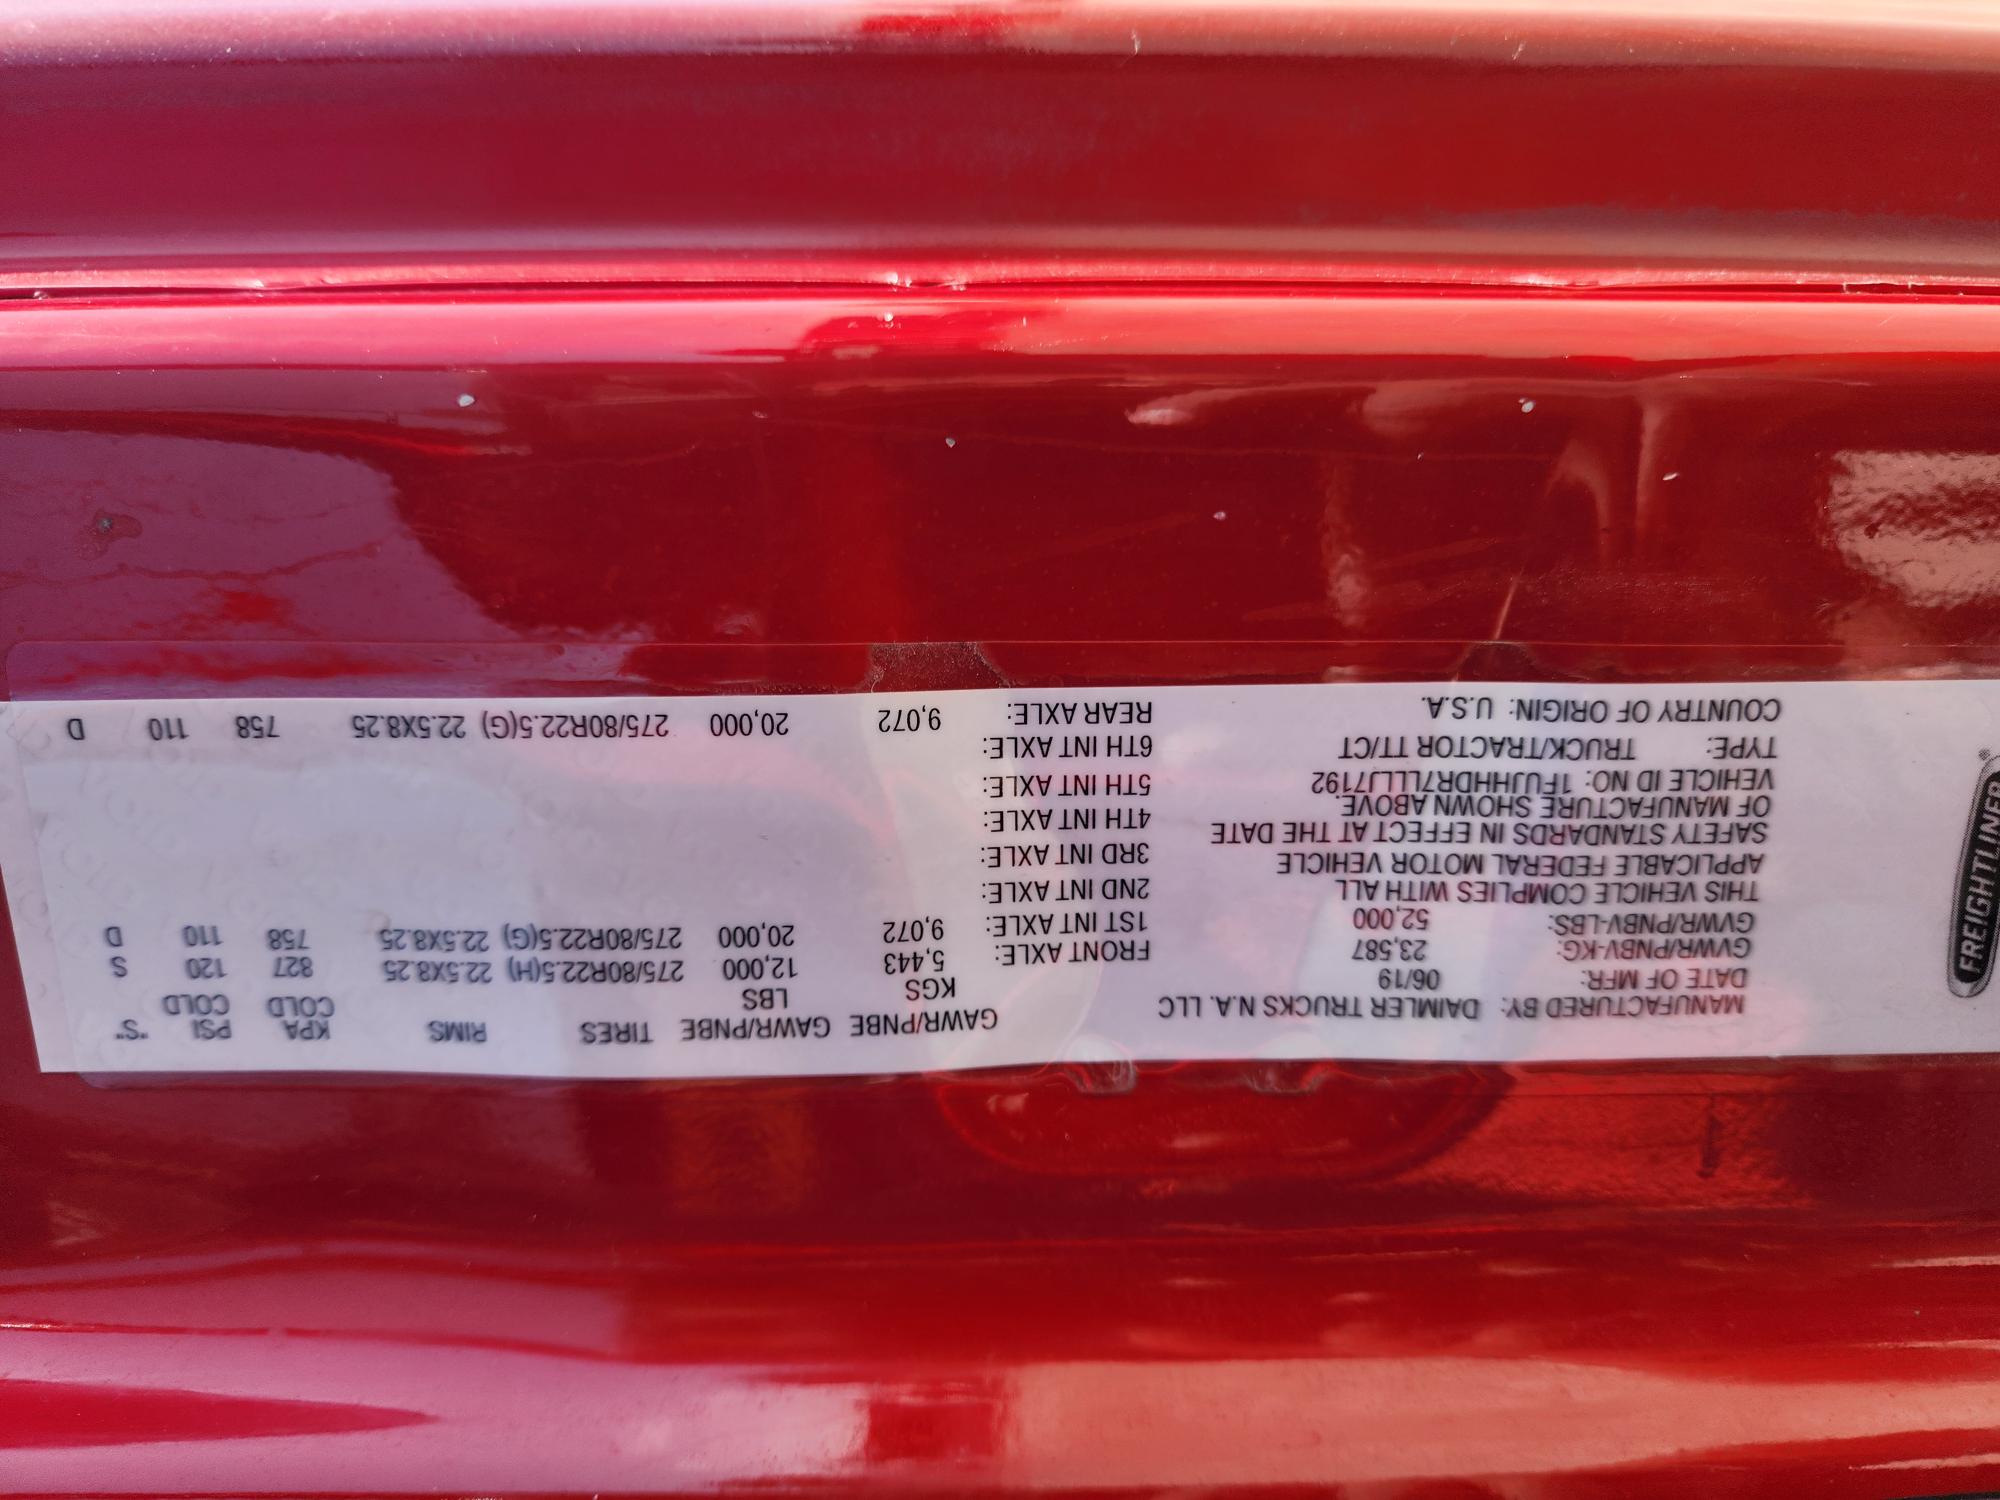 FREIGHTLINER®
MANUFACTURED BY: DAIMLER TRUCKS N.A. LLC
DATE OF MFR: 06/19
GVWR/PNBV-KG: 23,587
GVWR/PNBV-LBS: 52,000
THIS VEHICLE COMPLIES WITH ALL
APPLICABLE FEDERAL MOTOR VEHICLE
SAFETY STANDARDS IN EFFECT AT THE DATE
OF MANUFACTURE SHOWN ABOVE.
VEHICLE ID NO: 1FUJHHDR7LLLJ7192
TYPE: TRUCK/TRACTOR TT/CT
COUNTRY OF ORIGIN: U.S.A.
GAWR/PNBE GAWR/PNBE TIRES RIMS KPA PSI "S"
KGS LBS COLD COLD
FRONT AXLE: 5,443 12,000 275/80R22.5(H) 22.5X8.25 827 120 S
1ST INT AXLE: 9,072 20,000 275/80R22.5(G) 22.5X8.25 758 110 D
2ND INT AXLE:
3RD INT AXLE:
4TH INT AXLE:
5TH INT AXLE:
6TH INT AXLE:
REAR AXLE: 9,072 20,000 275/80R22.5(G) 22.5X8.25 758 110 D